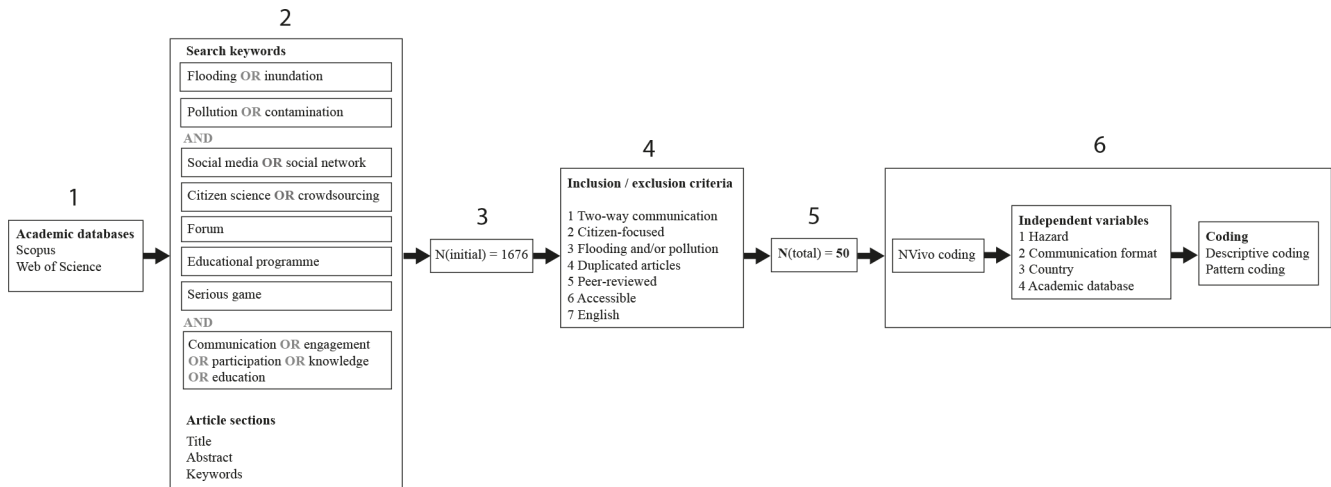 1
Academic databases
Scopus
Web of Science
2
Search keywords
Flooding OR inundation
Pollution OR contamination
AND
Social media OR social network
Citizen science OR crowdsourcing
Forum
Educational programme
Serious game
AND
Communication OR engagement
OR participation OR knowledge
OR education
Article sections
Title
Abstract
Keywords
3
N(initial) = 1676
4
Inclusion / exclusion criteria
1 Two-way communication
2 Citizen-focused
3 Flooding and/or pollution
4 Duplicated articles
5 Peer-reviewed
6 Accessible
7 English
5
N(total) = 50
6
NVivo coding
Independent variables
1 Hazard
2 Communication format
3 Country
4 Academic database
Coding
Descriptive coding
Pattern coding